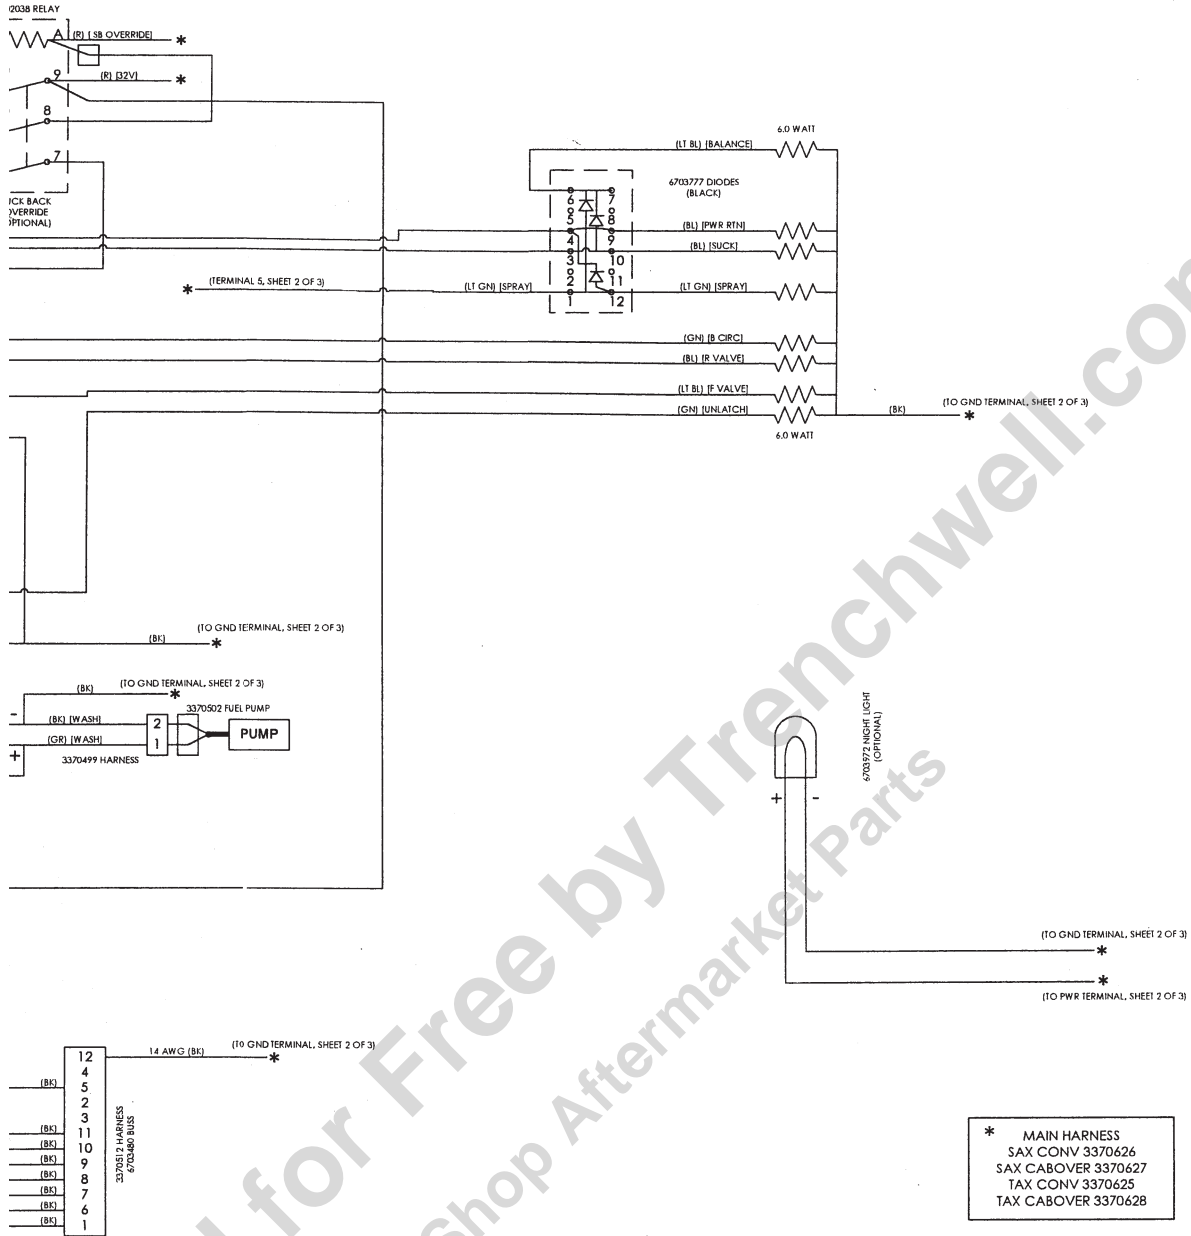 2038 RELAY
A (R) [SB OVERRIDE] *
9 (R) [32V] *
8
7
ICK BACK
OVERRIDE
OPTIONAL)
6.0 WATT
(LT BL) [BALANCE]
6703777 DIODES
(BLACK)
6 7
5 8
4 9
3 10
2 11
1 12
(BL) [PWR RTN]
(BL) [SUCK]
* (TERMINAL 5, SHEET 2 OF 3)
(LT GN) [SPRAY]
(LT GN) [SPRAY]
(GN) [B CIRC]
(BL) [R VALVE]
(LT BL) [F VALVE]
(GN) [UNLATCH]
6.0 WATT
(BK)
(TO GND TERMINAL, SHEET 2 OF 3)
*
(TO GND TERMINAL, SHEET 2 OF 3)
(BK) *
(TO GND TERMINAL, SHEET 2 OF 3)
(BK) *
3370502 FUEL PUMP
- (BK) [WASH] 2
PUMP
(GR) [WASH] 1
+
3370499 HARNESS
6703972 NIGHT LIGHT
(OPTIONAL)
+ -
(TO GND TERMINAL, SHEET 2 OF 3)
*
*
(TO PWR TERMINAL, SHEET 2 OF 3)
(TO GND TERMINAL, SHEET 2 OF 3)
12 14 AWG (BK) *
4
(BK) 5
2
3
(BK) 11
(BK) 10
(BK) 9
(BK) 8
(BK) 7
(BK) 6
(BK) 1
3370512 HARNESS
6703480 BUSS
* MAIN HARNESS
SAX CONV 3370626
SAX CABOVER 3370627
TAX CONV 3370625
TAX CABOVER 3370628
d for Free by Trenchwell.co
Shop Aftermarket Parts